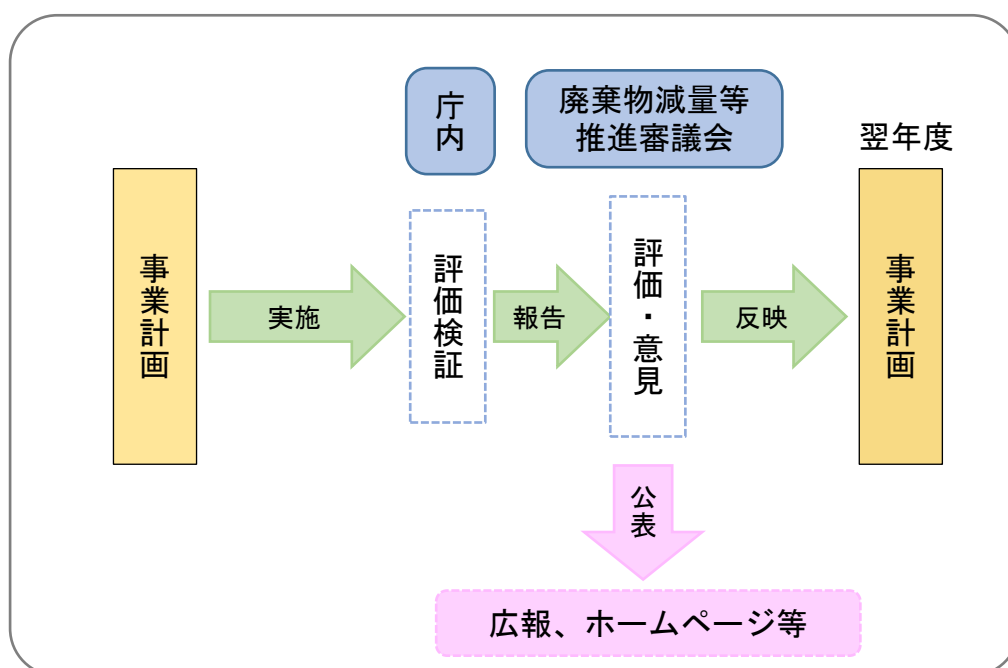 庁
内
廃棄物減量等
推進審議会
翌年度
事業計画
実施
評価検証
報告
評価・意見
反映
事業計画
公表
広報、ホームページ等